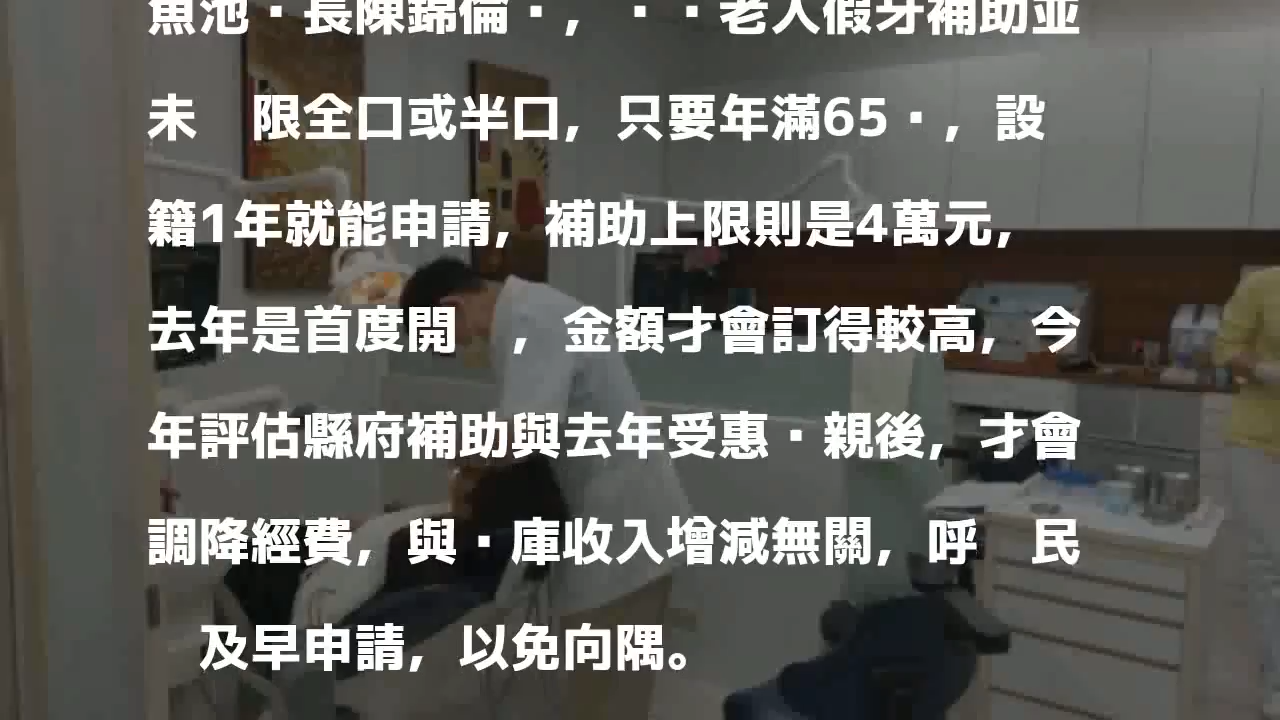 魚池▪長陳錦倫▪，▪▪老人假牙補助並
未　限全口或半口，只要年滿65▪，設
籍1年就能申請，補助上限則是4萬元，
去年是首度開　，金額才會訂得較高，今
年評估縣府補助與去年受惠▪親後，才會
調降經費，與▪庫收入增減無關，呼　民
　及早申請，以免向隅。